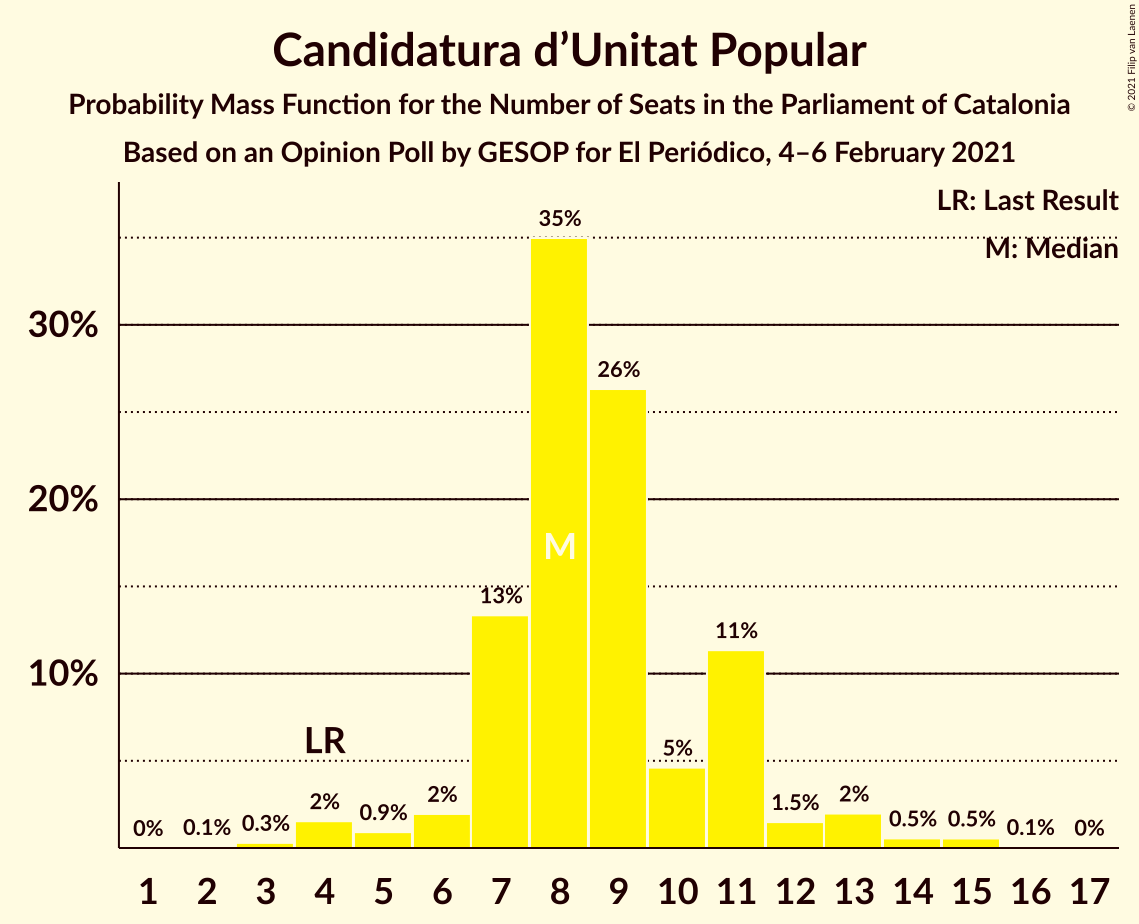 Candidatura d’Unitat Popular
Probability Mass Function for the Number of Seats in the Parliament of Catalonia
Based on an Opinion Poll by GESOP for El Periódico, 4–6 February 2021
© 2021 Filip van Laenen
LR: Last Result
M: Median
30%
20%
10%
0%
0.1%
0.3%
2%
0.9%
2%
13%
35%
26%
5%
11%
1.5%
2%
0.5%
0.5%
0.1%
0%
LR
M
1 2 3 4 5 6 7 8 9 10 11 12 13 14 15 16 17